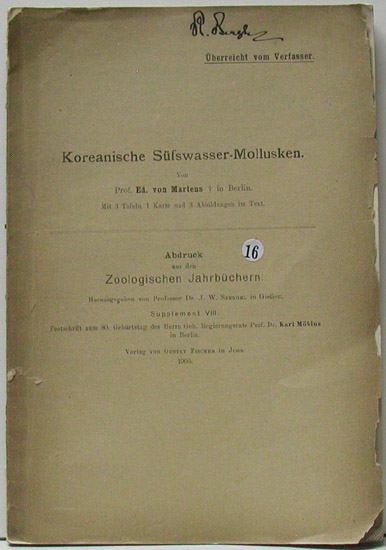 Überreicht vom Verfasser.
Koreanische Süfswasser-Mollusken.
Von
Prof. Ed. von Martens † in Berlin.
Mit 3 Tafeln, 1 Karte und 3 Abbildungen im Text.
Abdruck
aus den
16
Zoologischen Jahrbüchern.
Herausgegeben von Professor Dr. J. W. Spengel in Gießen.
Supplement VIII.
Festschrift zum 80. Geburtstag des Herrn Geh. Regierungsrats Prof. Dr. Karl Möbius
in Berlin.
Verlag von Gustav Fischer in Jena.
1905.